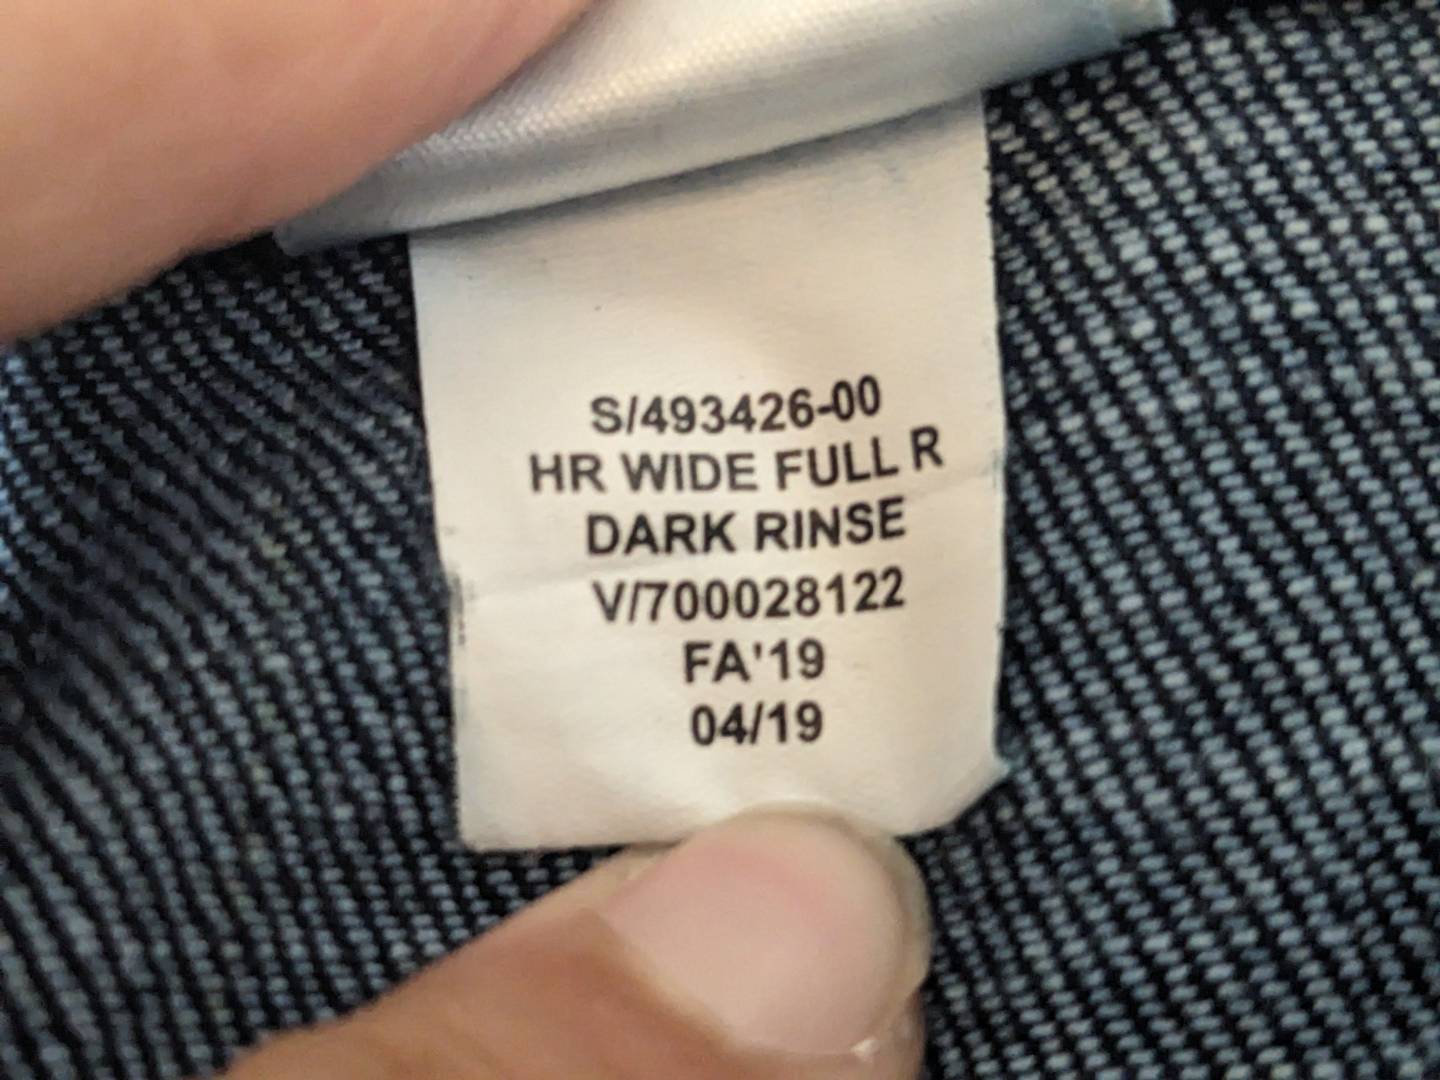 S/493426-00
HR WIDE FULL R
DARK RINSE
V/700028122
FA'19
04/19